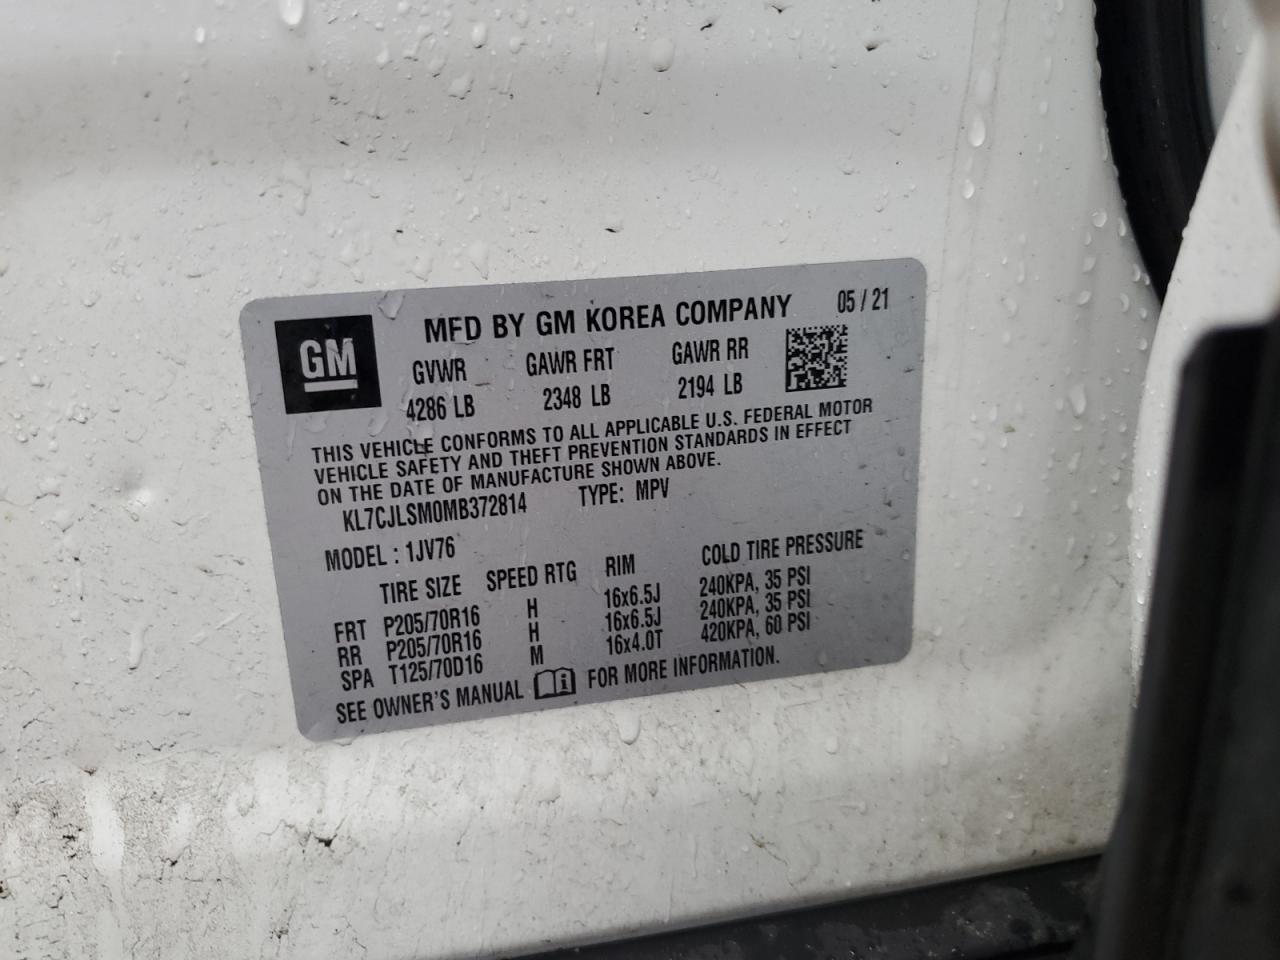 GM
MFD BY GM KOREA COMPANY 05 / 21
GVWR GAWR FRT GAWR RR
4286 LB 2348 LB 2194 LB
THIS VEHICLE CONFORMS TO ALL APPLICABLE U.S. FEDERAL MOTOR
VEHICLE SAFETY AND THEFT PREVENTION STANDARDS IN EFFECT
ON THE DATE OF MANUFACTURE SHOWN ABOVE.
KL7CJLSM0MB372814 TYPE: MPV
MODEL : 1JV76
TIRE SIZE SPEED RTG RIM COLD TIRE PRESSURE
FRT P205/70R16 H 16x6.5J 240KPA, 35 PSI
RR P205/70R16 H 16x6.5J 240KPA, 35 PSI
SPA T125/70D16 M 16x4.0T 420KPA, 60 PSI
SEE OWNER'S MANUAL i FOR MORE INFORMATION.